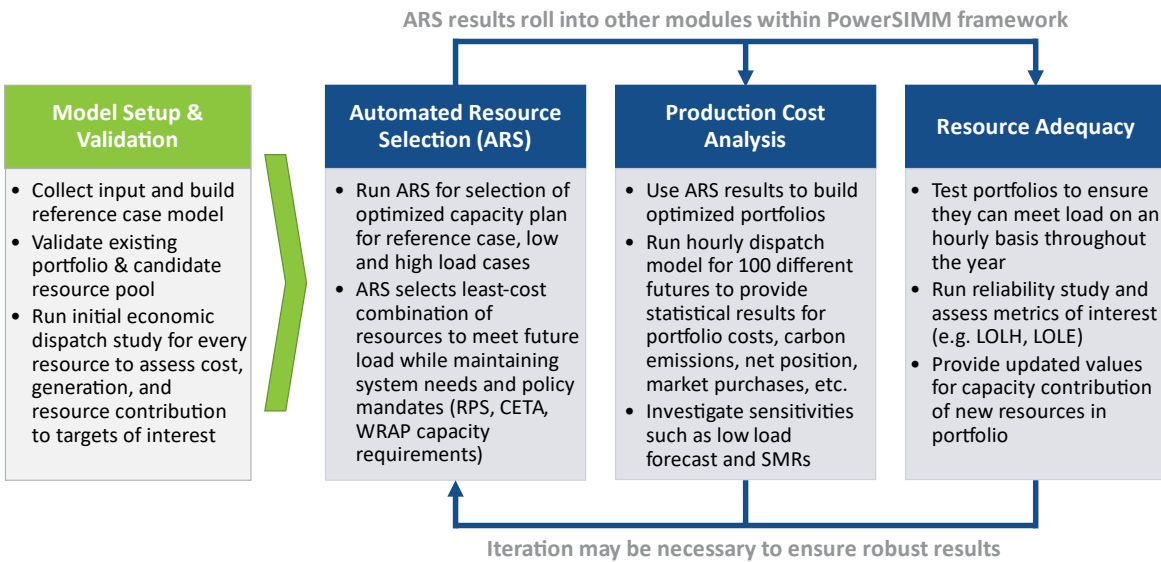 ARS results roll into other modules within PowerSIMM framework
Model Setup &
Validation
• Collect input and build
reference case model
• Validate existing
portfolio & candidate
resource pool
• Run initial economic
dispatch study for every
resource to assess cost,
generation, and
resource contribution
to targets of interest
Automated Resource
Selection (ARS)
• Run ARS for selection of
optimized capacity plan
for reference case, low
and high load cases
• ARS selects least-cost
combination of
resources to meet future
load while maintaining
system needs and policy
mandates (RPS, CETA,
WRAP capacity
requirements)
Production Cost
Analysis
• Use ARS results to build
optimized portfolios
• Run hourly dispatch
model for 100 different
futures to provide
statistical results for
portfolio costs, carbon
emissions, net position,
market purchases, etc.
• Investigate sensitivities
such as low load
forecast and SMRs
Resource Adequacy
• Test portfolios to ensure
they can meet load on an
hourly basis throughout
the year
• Run reliability study and
assess metrics of interest
(e.g. LOLH, LOLE)
• Provide updated values
for capacity contribution
of new resources in
portfolio
Iteration may be necessary to ensure robust results